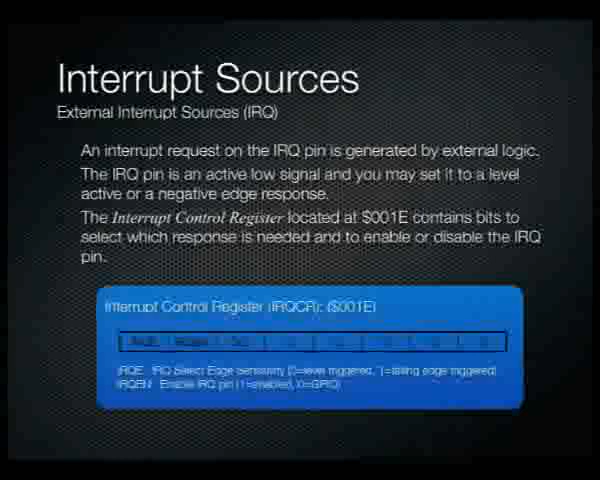 Interrupt Sources
External Interrupt Sources (IRQ)
An interrupt request on the IRQ pin is generated by external logic.
The IRQ pin is an active low signal and you may set it to a level
active or a negative edge response.
The Interrupt Control Register located at $001E contains bits to
select which response is needed and to enable or disable the IRQ
pin.
Interrupt Control Register (IRQCR): ($001E)
IRQE IRQ Select Edge Sensitivity (0=level triggered, 1=falling edge triggered)
IRQEN Enable IRQ pin (1=enabled, 0=GPIO)